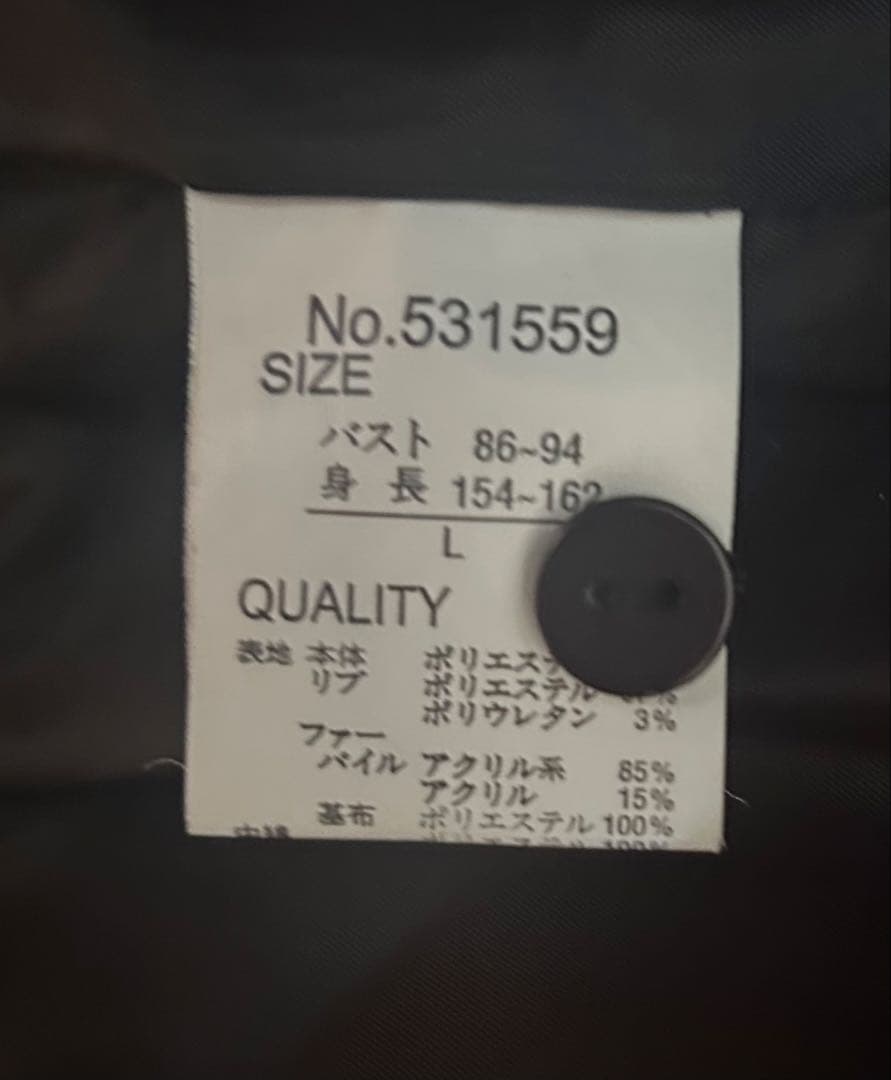 No.531559
SIZE
バスト 86~94
身 長 154~162
L
QUALITY
表地 本体 ポリエステ
リブ ポリエステル
ポリウレタン 3%
ファー
パイル アクリル系 85%
アクリル 15%
基布 ポリエステル 100%